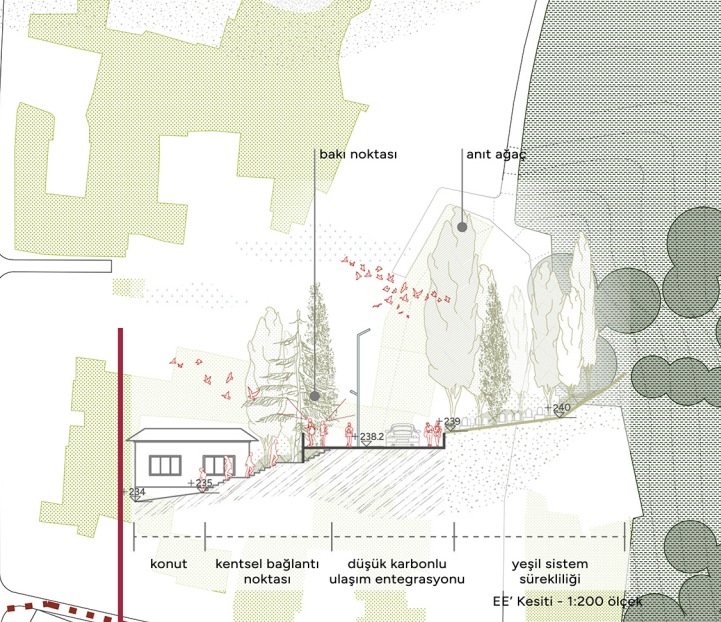 bakı noktası
anıt ağaç
+239
+240
+238.2
+235
+234
konut
kentsel bağlantı
noktası
düşük karbonlu
ulaşım entegrasyonu
yeşil sistem
sürekliliği
EE' Kesiti - 1:200 ölçek